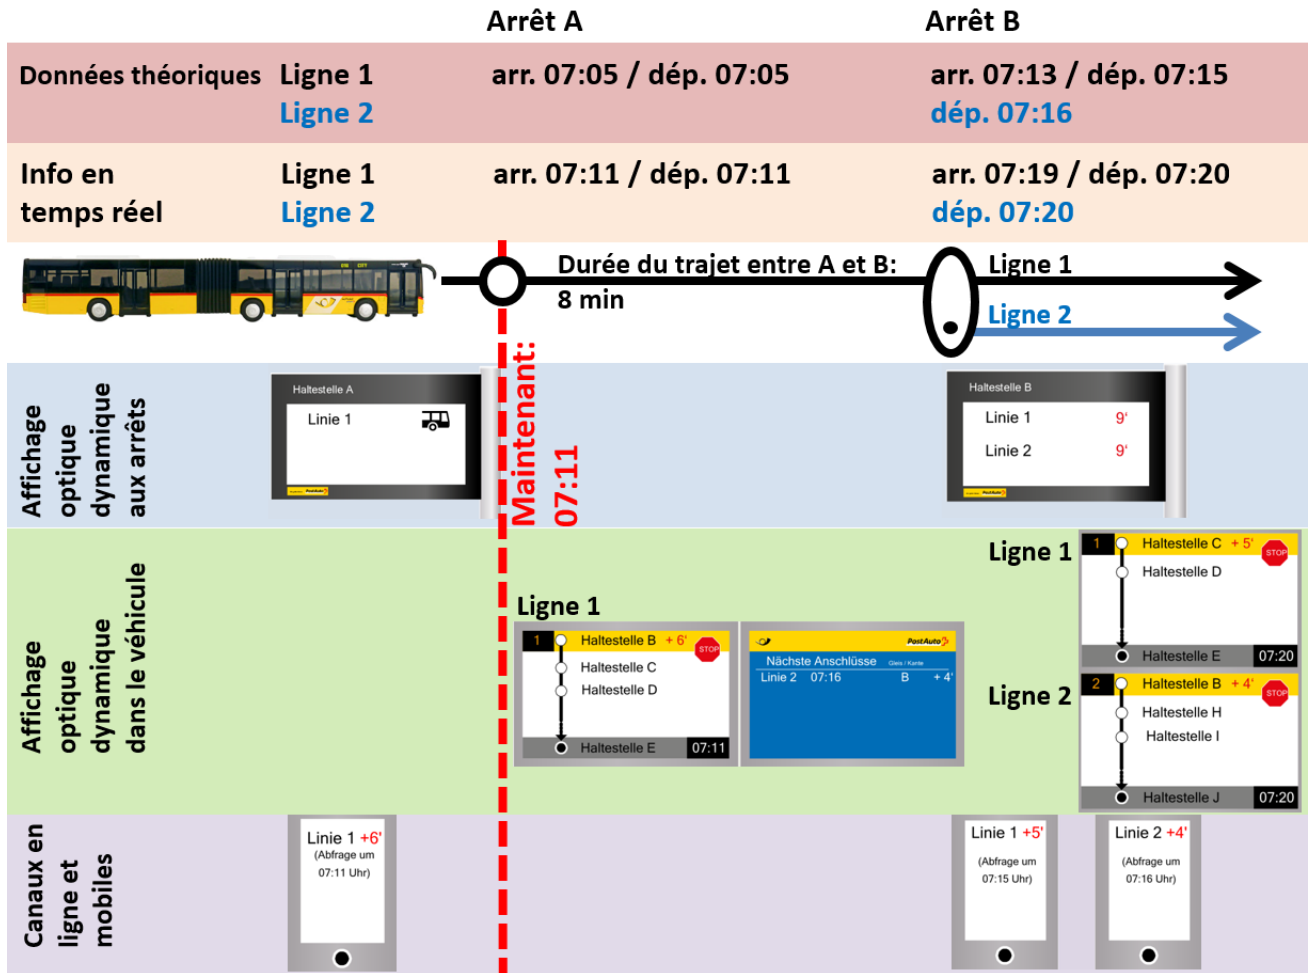 Arrêt A
Arrêt B
Données théoriques
Ligne 1
arr. 07:05 / dép. 07:05
arr. 07:13 / dép. 07:15
Ligne 2
dép. 07:16
Info en
temps réel
Ligne 1
arr. 07:11 / dép. 07:11
arr. 07:19 / dép. 07:20
Ligne 2
dép. 07:20
Durée du trajet entre A et B:
8 min
Ligne 1
Ligne 2
Maintenant:
07:11
Affichage
optique
dynamique
aux arrêts
Haltestelle A
Linie 1
PostAuto
Haltestelle B
Linie 1 9'
Linie 2 9'
PostAuto
Affichage
optique
dynamique
dans le véhicule
Ligne 1
1 Haltestelle B + 6' STOP
Haltestelle C
Haltestelle D
Haltestelle E 07:11
PostAuto
Nächste Anschlüsse Gleis / Kante
Linie 2 07:16 B + 4'
Ligne 1
1 Haltestelle C + 5' STOP
Haltestelle D
Haltestelle E 07:20
Ligne 2
2 Haltestelle B + 4' STOP
Haltestelle H
Haltestelle I
Haltestelle J 07:20
Canaux en
ligne et
mobiles
Linie 1 +6'
(Abfrage um
07:11 Uhr)
Linie 1 +5'
(Abfrage um
07:15 Uhr)
Linie 2 +4'
(Abfrage um
07:16 Uhr)